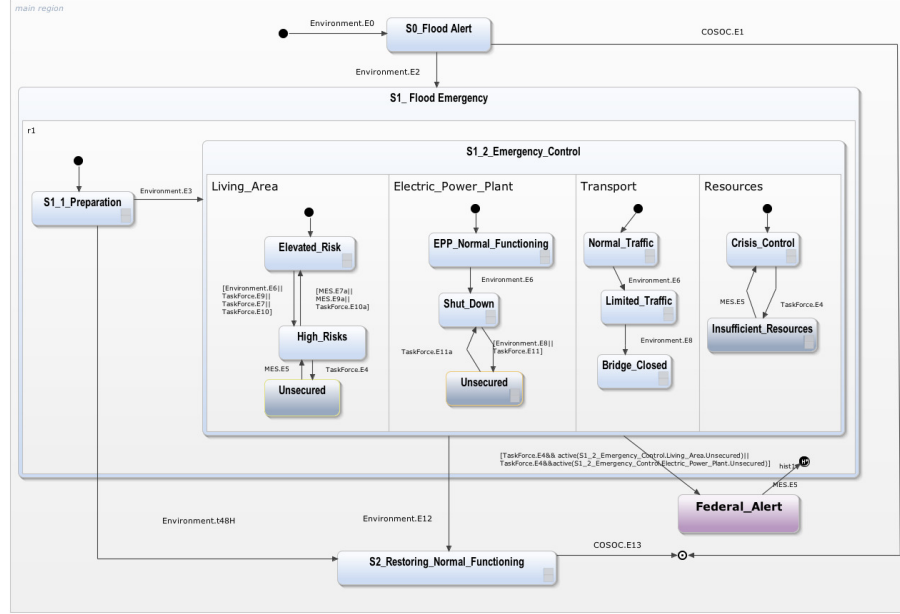 main region
Environment.E0
S0_Flood Alert
COSOC.E1
Environment.E2
S1_ Flood Emergency
r1
S1_2_Emergency_Control
Living_Area
Electric_Power_Plant
Transport
Resources
S1_1_Preparation
Environment.E3
Elevated_Risk
EPP_Normal_Functioning
Normal_Traffic
Crisis_Control
[Environment.E6||
TaskForce.E9||
TaskForce.E7||
TaskForce.E10]
[MES.E7a||
MES.E9a||
TaskForce.E10a]
Environment.E6
Environment.E6
Shut_Down
Limited_Traffic
MES.E5
TaskForce.E4
High_Risks
Insufficient_Resources
TaskForce.E11a
[Environment.E8||
TaskForce.E11]
Environment.E8
MES.E5
TaskForce.E4
Bridge_Closed
Unsecured
Unsecured
[TaskForce.E4&& active(S1_2_Emergency_Control.Living_Area.Unsecured)||
TaskForce.E4&&active(S1_2_Emergency_Control.Electric_Power_Plant.Unsecured)]
hist1
H*
MES.E5
Federal_Alert
Environment.t48H
Environment.E12
COSOC.E13
S2_Restoring_Normal_Functioning